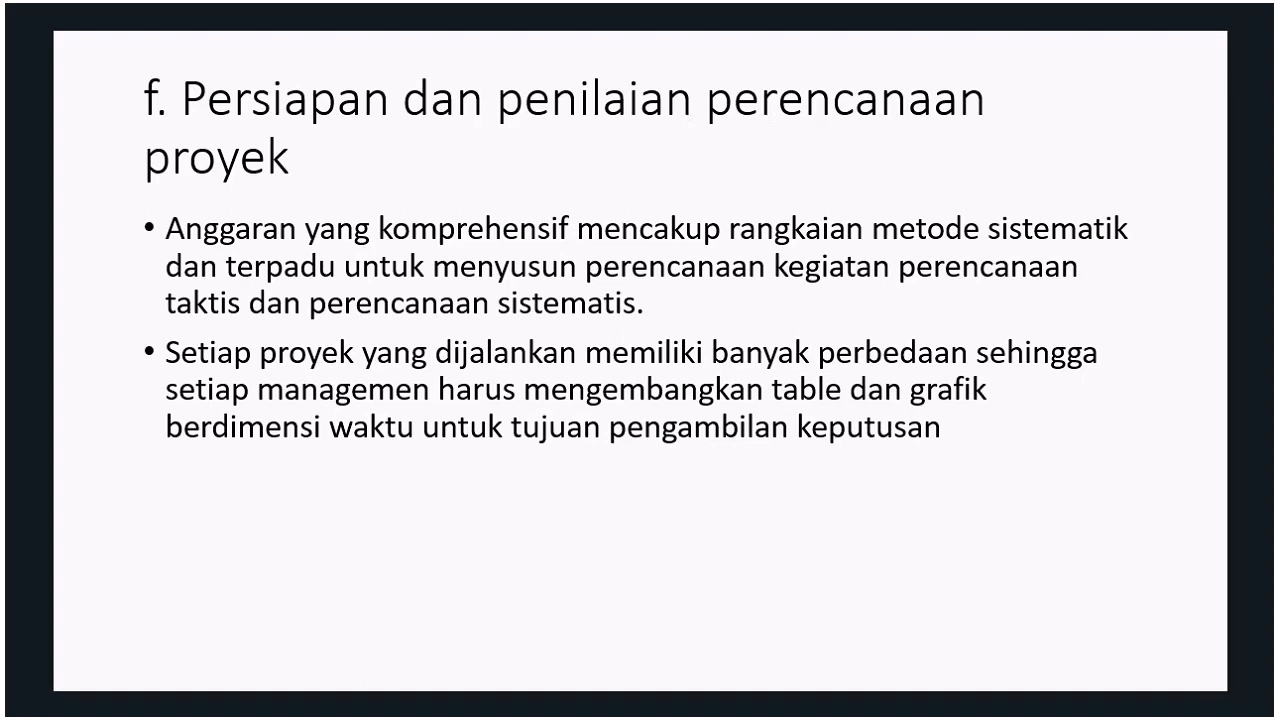 f. Persiapan dan penilaian perencanaan
proyek
• Anggaran yang komprehensif mencakup rangkaian metode sistematik
dan terpadu untuk menyusun perencanaan kegiatan perencanaan
taktis dan perencanaan sistematis.
• Setiap proyek yang dijalankan memiliki banyak perbedaan sehingga
setiap managemen harus mengembangkan table dan grafik
berdimensi waktu untuk tujuan pengambilan keputusan